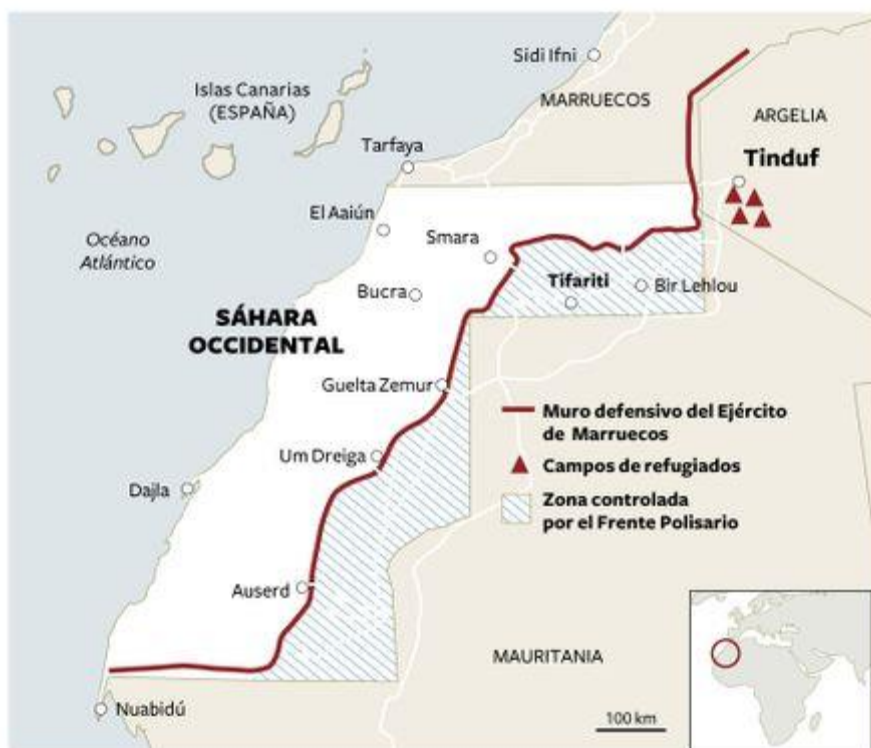 Sidi Ifni
Islas Canarias
(ESPAÑA)
MARRUECOS
ARGELIA
Tarfaya
Tinduf
El Aaiún
Océano
Atlántico
Smara
Tifariti
Bir Lehlou
Bucra
SÁHARA
OCCIDENTAL
Guelta Zemur
Muro defensivo del Ejército
de Marruecos
Um Dreiga
Campos de refugiados
Dajla
Zona controlada
por el Frente Polisario
Auserd
MAURITANIA
Nuabidú
100 km